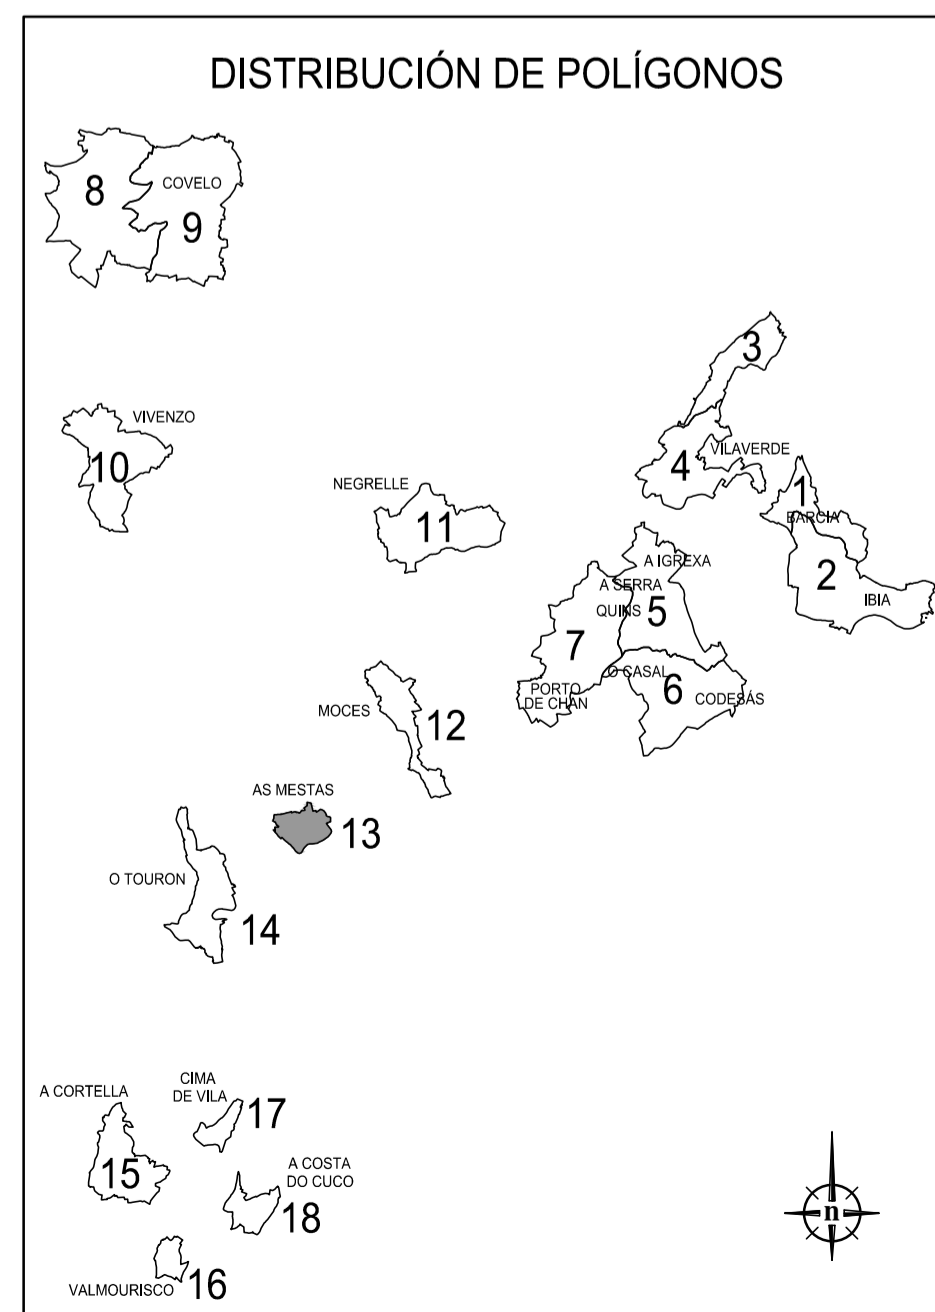 DISTRIBUCIÓN DE POLÍGONOS
8
COVELO
9
3
VIVENZO
10
VILAVERDE
4
NEGRELLE
11
1
BARCIA
2
IBIA
A IGREXA
A SERRA
QUINS
5
7
O CASAL
6
CODESÁS
PORTO
DE CHAN
MOCES
12
AS MESTAS
13
O TOURON
14
A CORTELLA
15
CIMA
DE VILA
17
A COSTA
DO CUCO
18
VALMOURISCO
16
n